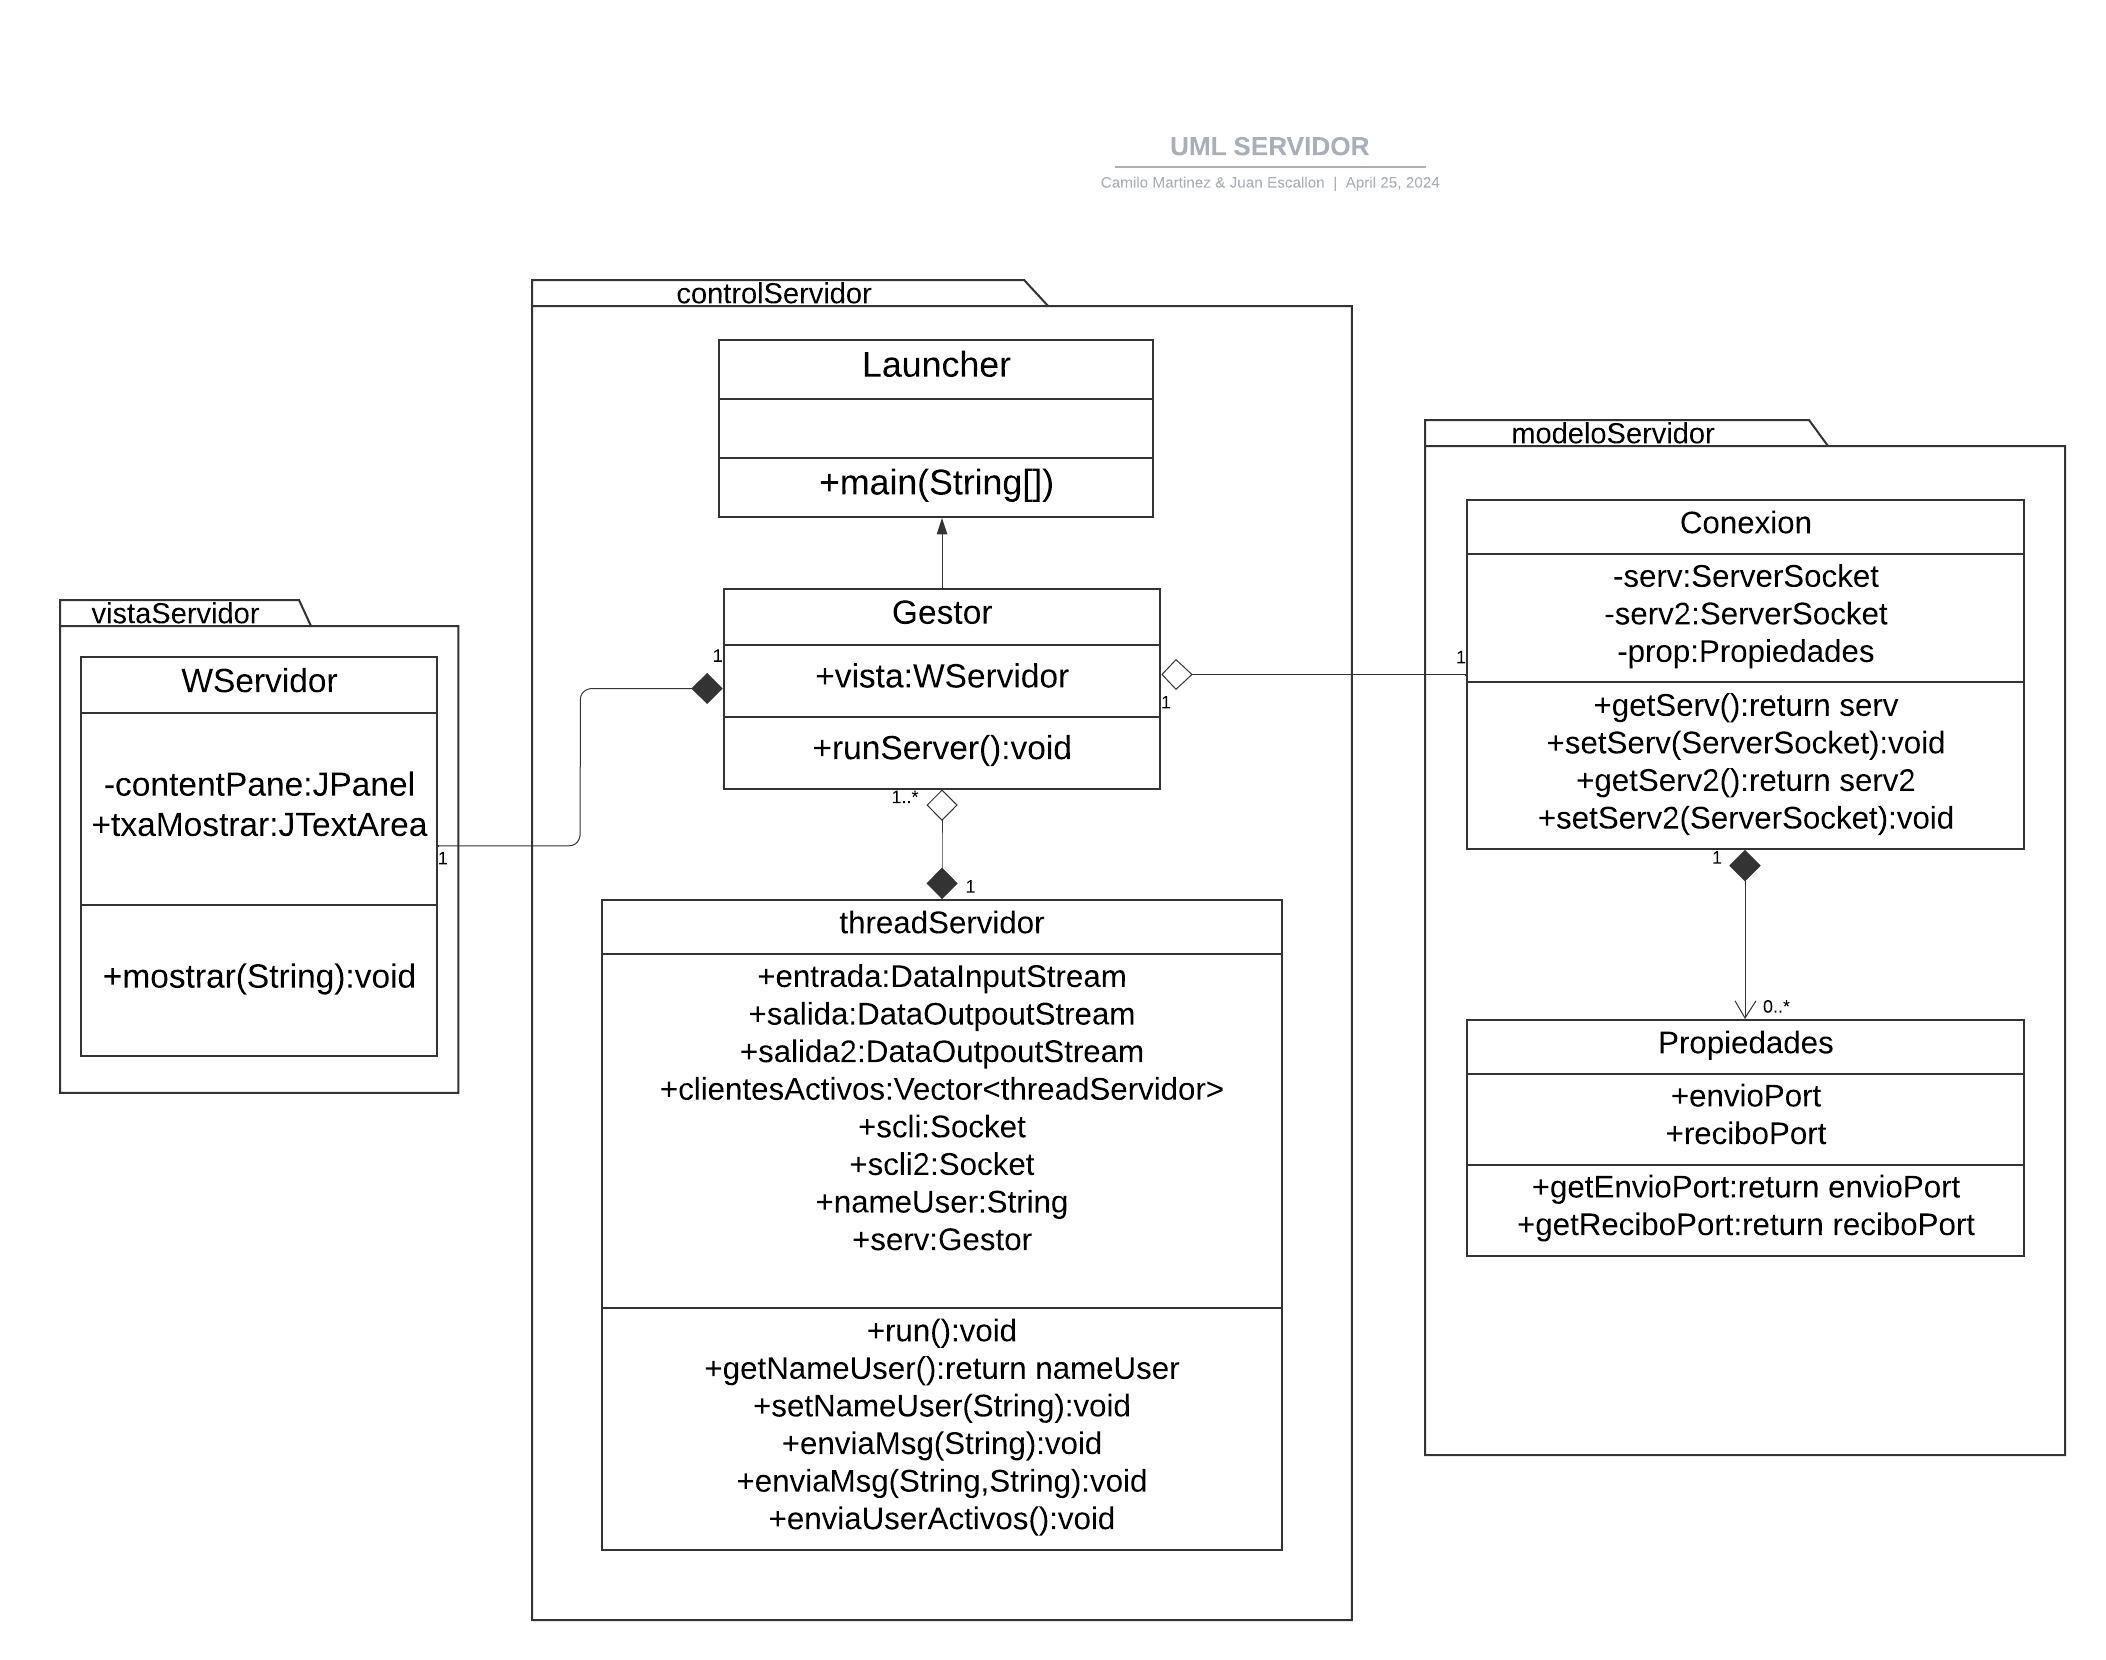 UML SERVIDOR
Camilo Martinez & Juan Escallon | April 25, 2024
controlServidor
Launcher
+main(String[])
Gestor
+vista:WServidor
+runServer():void
1
1
1..*
1
1
1
vistaServidor
WServidor
-contentPane:JPanel
+txaMostrar:JTextArea
+mostrar(String):void
threadServidor
+entrada:DataInputStream
+salida:DataOutpoutStream
+salida2:DataOutpoutStream
+clientesActivos:Vector<threadServidor>
+scli:Socket
+scli2:Socket
+nameUser:String
+serv:Gestor
+run():void
+getNameUser():return nameUser
+setNameUser(String):void
+enviaMsg(String):void
+enviaMsg(String,String):void
+enviaUserActivos():void
modeloServidor
Conexion
-serv:ServerSocket
-serv2:ServerSocket
-prop:Propiedades
+getServ():return serv
+setServ(ServerSocket):void
+getServ2():return serv2
+setServ2(ServerSocket):void
1
0..*
Propiedades
+envioPort
+reciboPort
+getEnvioPort:return envioPort
+getReciboPort:return reciboPort